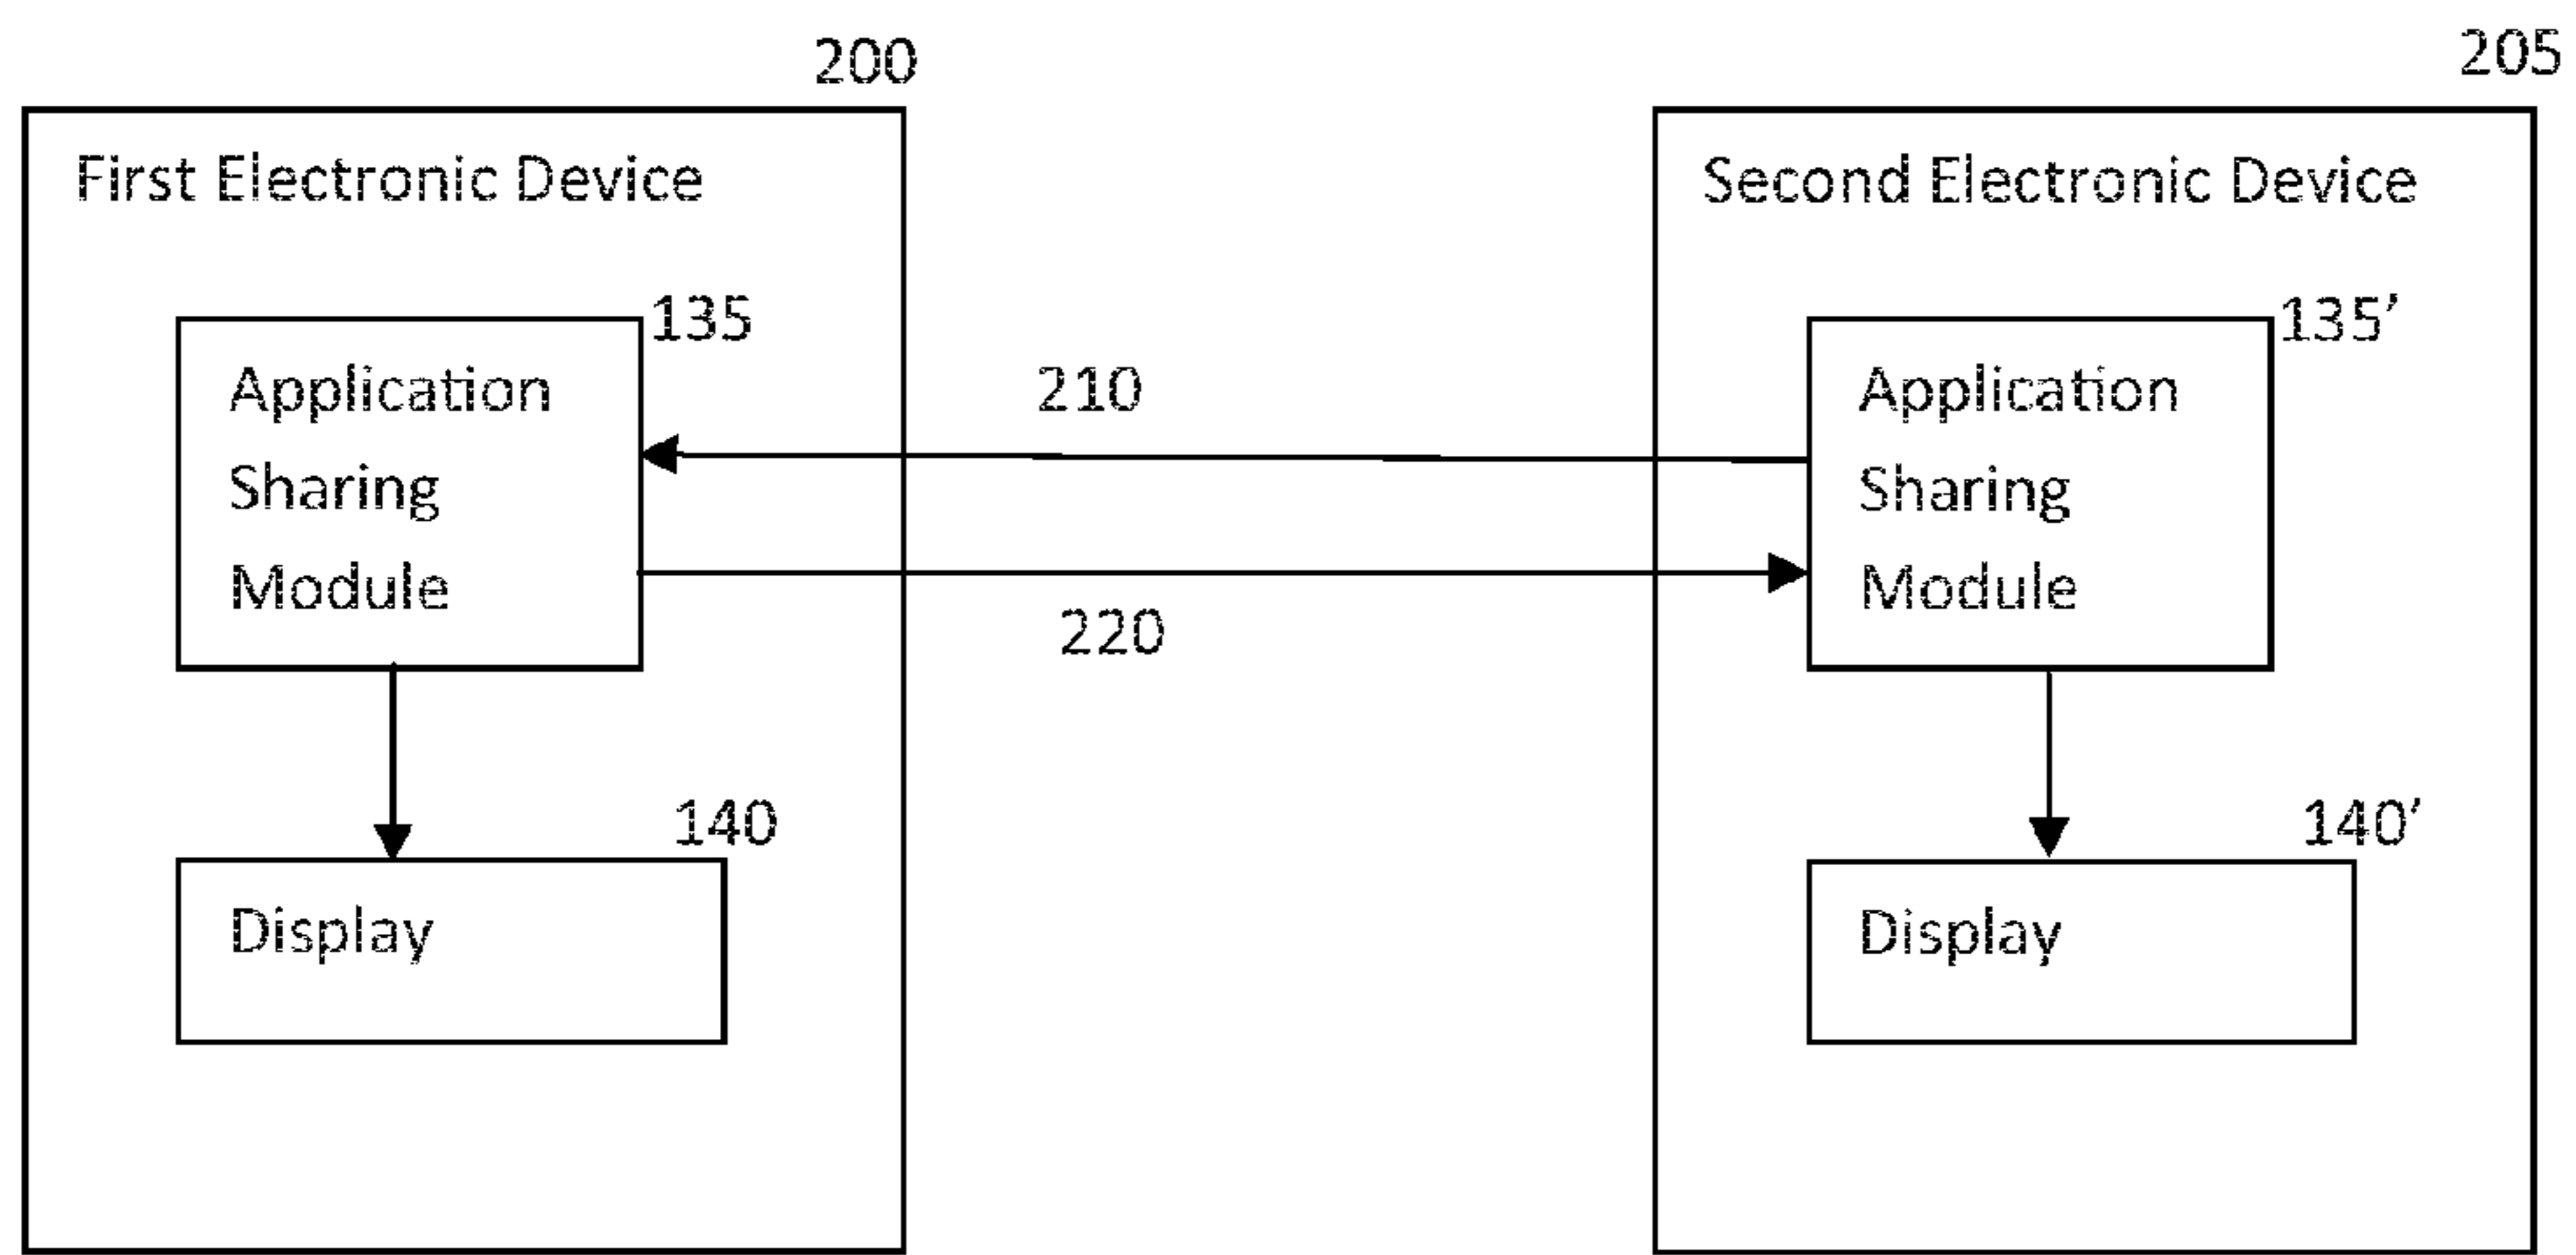 200
205
First Electronic Device
Second Electronic Device
135
135’
Application
Sharing
Module
210
220
Application
Sharing
Module
140
140’
Display
Display